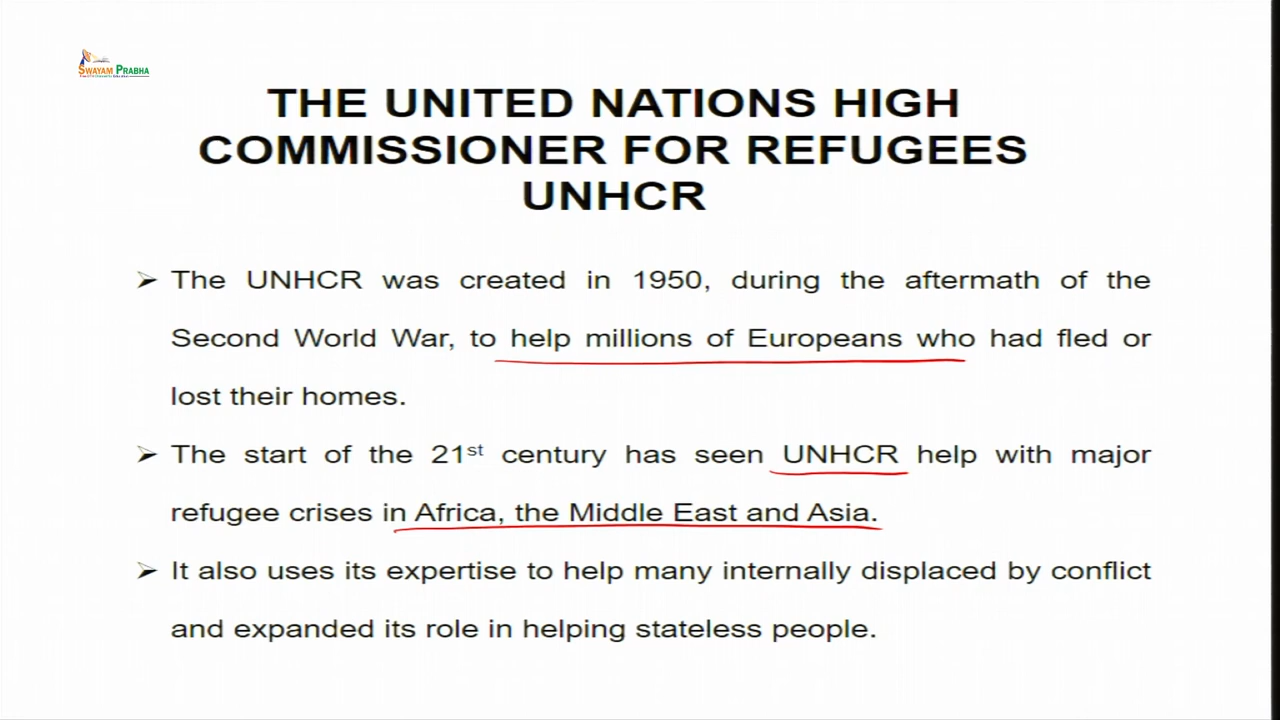 SWAYAM PRABHA
THE UNITED NATIONS HIGH
COMMISSIONER FOR REFUGEES
UNHCR
➢ The UNHCR was created in 1950, during the aftermath of the
Second World War, to help millions of Europeans who had fled or
lost their homes.
➢ The start of the 21st century has seen UNHCR help with major
refugee crises in Africa, the Middle East and Asia.
➢ It also uses its expertise to help many internally displaced by conflict
and expanded its role in helping stateless people.